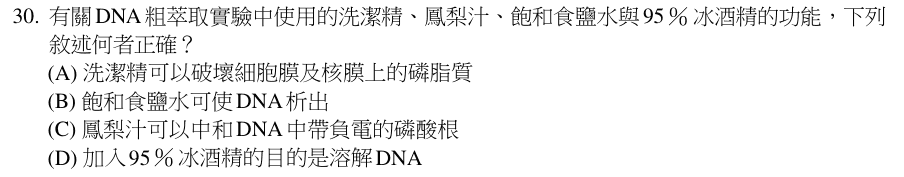 30. 有關DNA粗萃取實驗中使用的洗潔精、鳳梨汁、飽和食鹽水與95％冰酒精的功能，下列
敘述何者正確？
(A) 洗潔精可以破壞細胞膜及核膜上的磷脂質
(B) 飽和食鹽水可使DNA析出
(C) 鳳梨汁可以中和DNA中帶負電的磷酸根
(D) 加入95％冰酒精的目的是溶解DNA